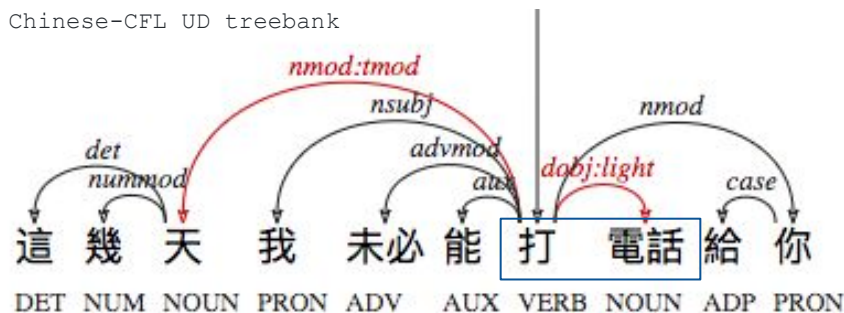 Chinese-CFL UD treebank
nmod:tmod
nsubj
nmod
det
advmod
nummod
aux
dobj:light
case
這 幾 天 我 未必 能 打 電話 給 你
DET NUM NOUN PRON ADV AUX VERB NOUN ADP PRON